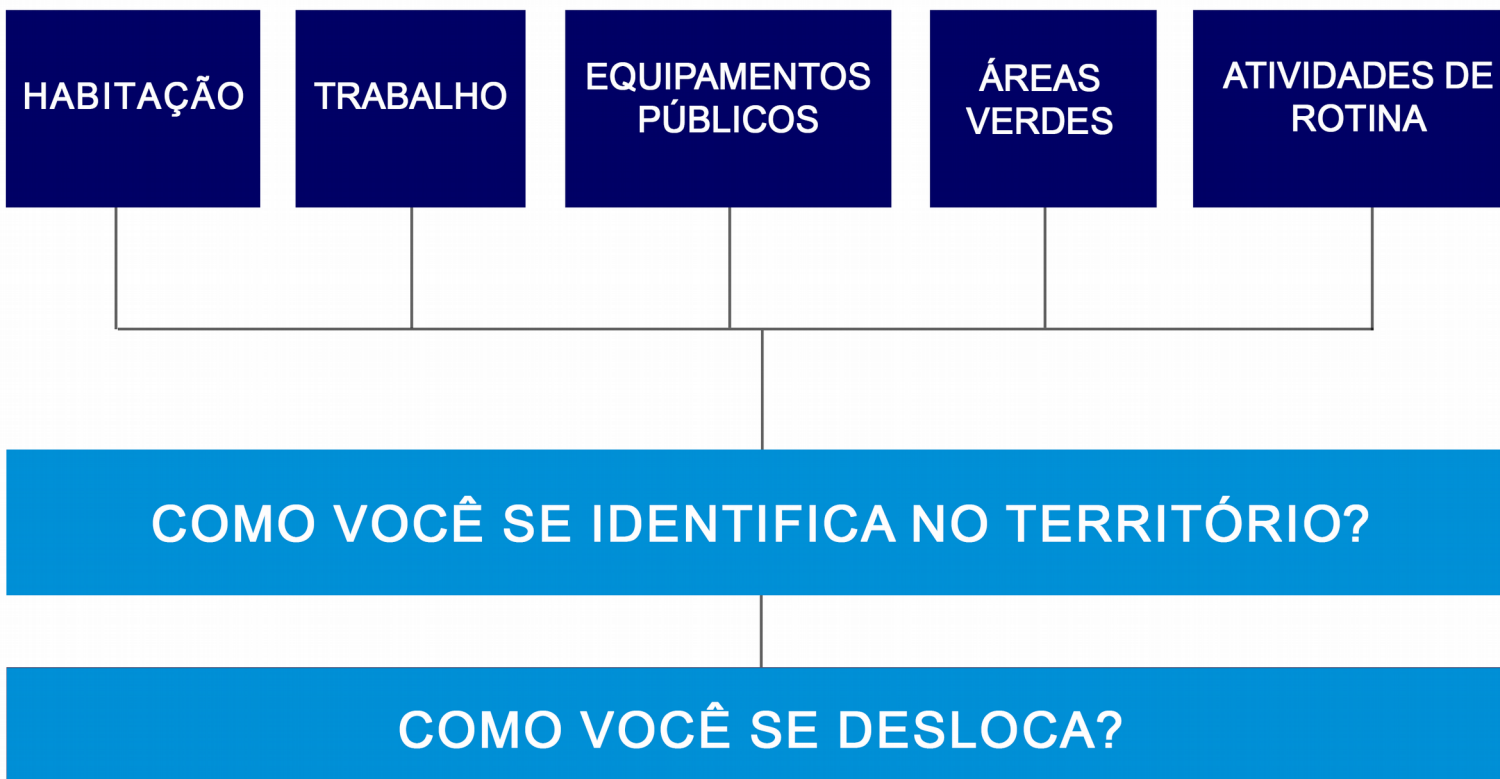 HABITAÇÃO
TRABALHO
EQUIPAMENTOS
PÚBLICOS
ÁREAS
VERDES
ATIVIDADES DE
ROTINA
COMO VOCÊ SE IDENTIFICA NO TERRITÓRIO?
COMO VOCÊ SE DESLOCA?